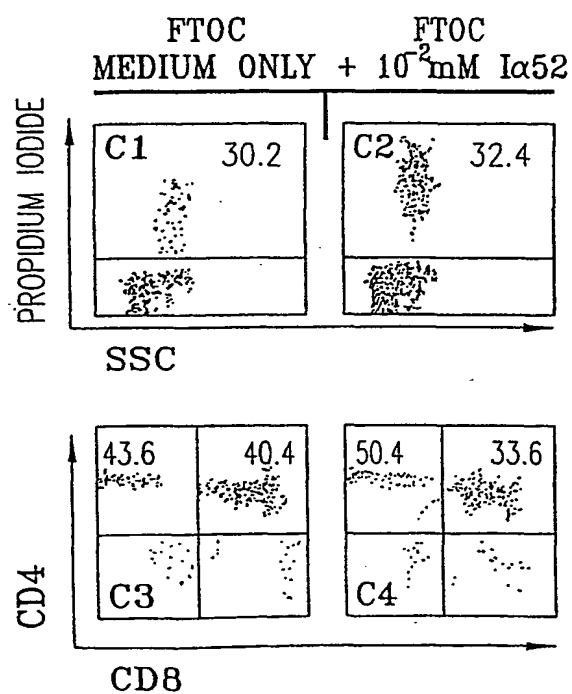 FTOC FTOC
MEDIUM ONLY + 10⁻²mM Iα52
PROPIDIUM IODIDE
C1 30.2 C2 32.4
SSC
CD4
43.6 40.4 50.4 33.6
C3 C4
CD8